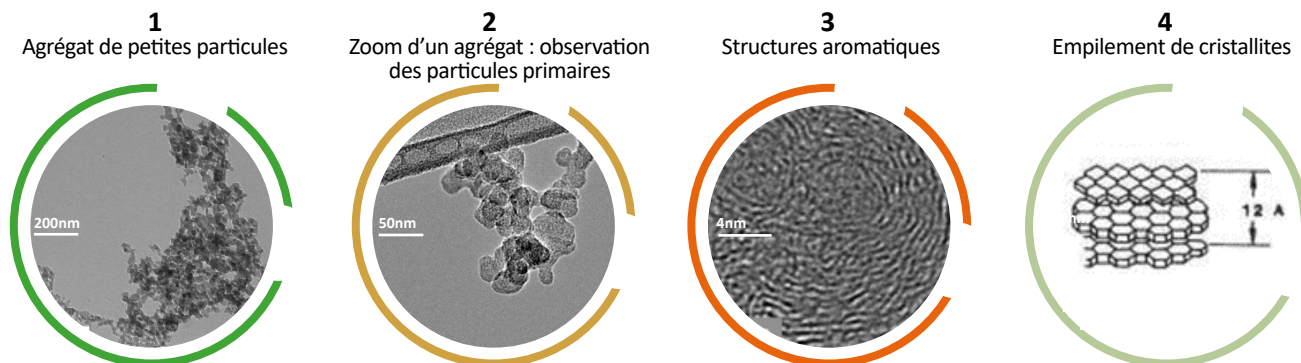 1
Agrégat de petites particules
2
Zoom d'un agrégat : observation
des particules primaires
3
Structures aromatiques
4
Empilement de cristallites
200nm
50nm
4nm
12 A